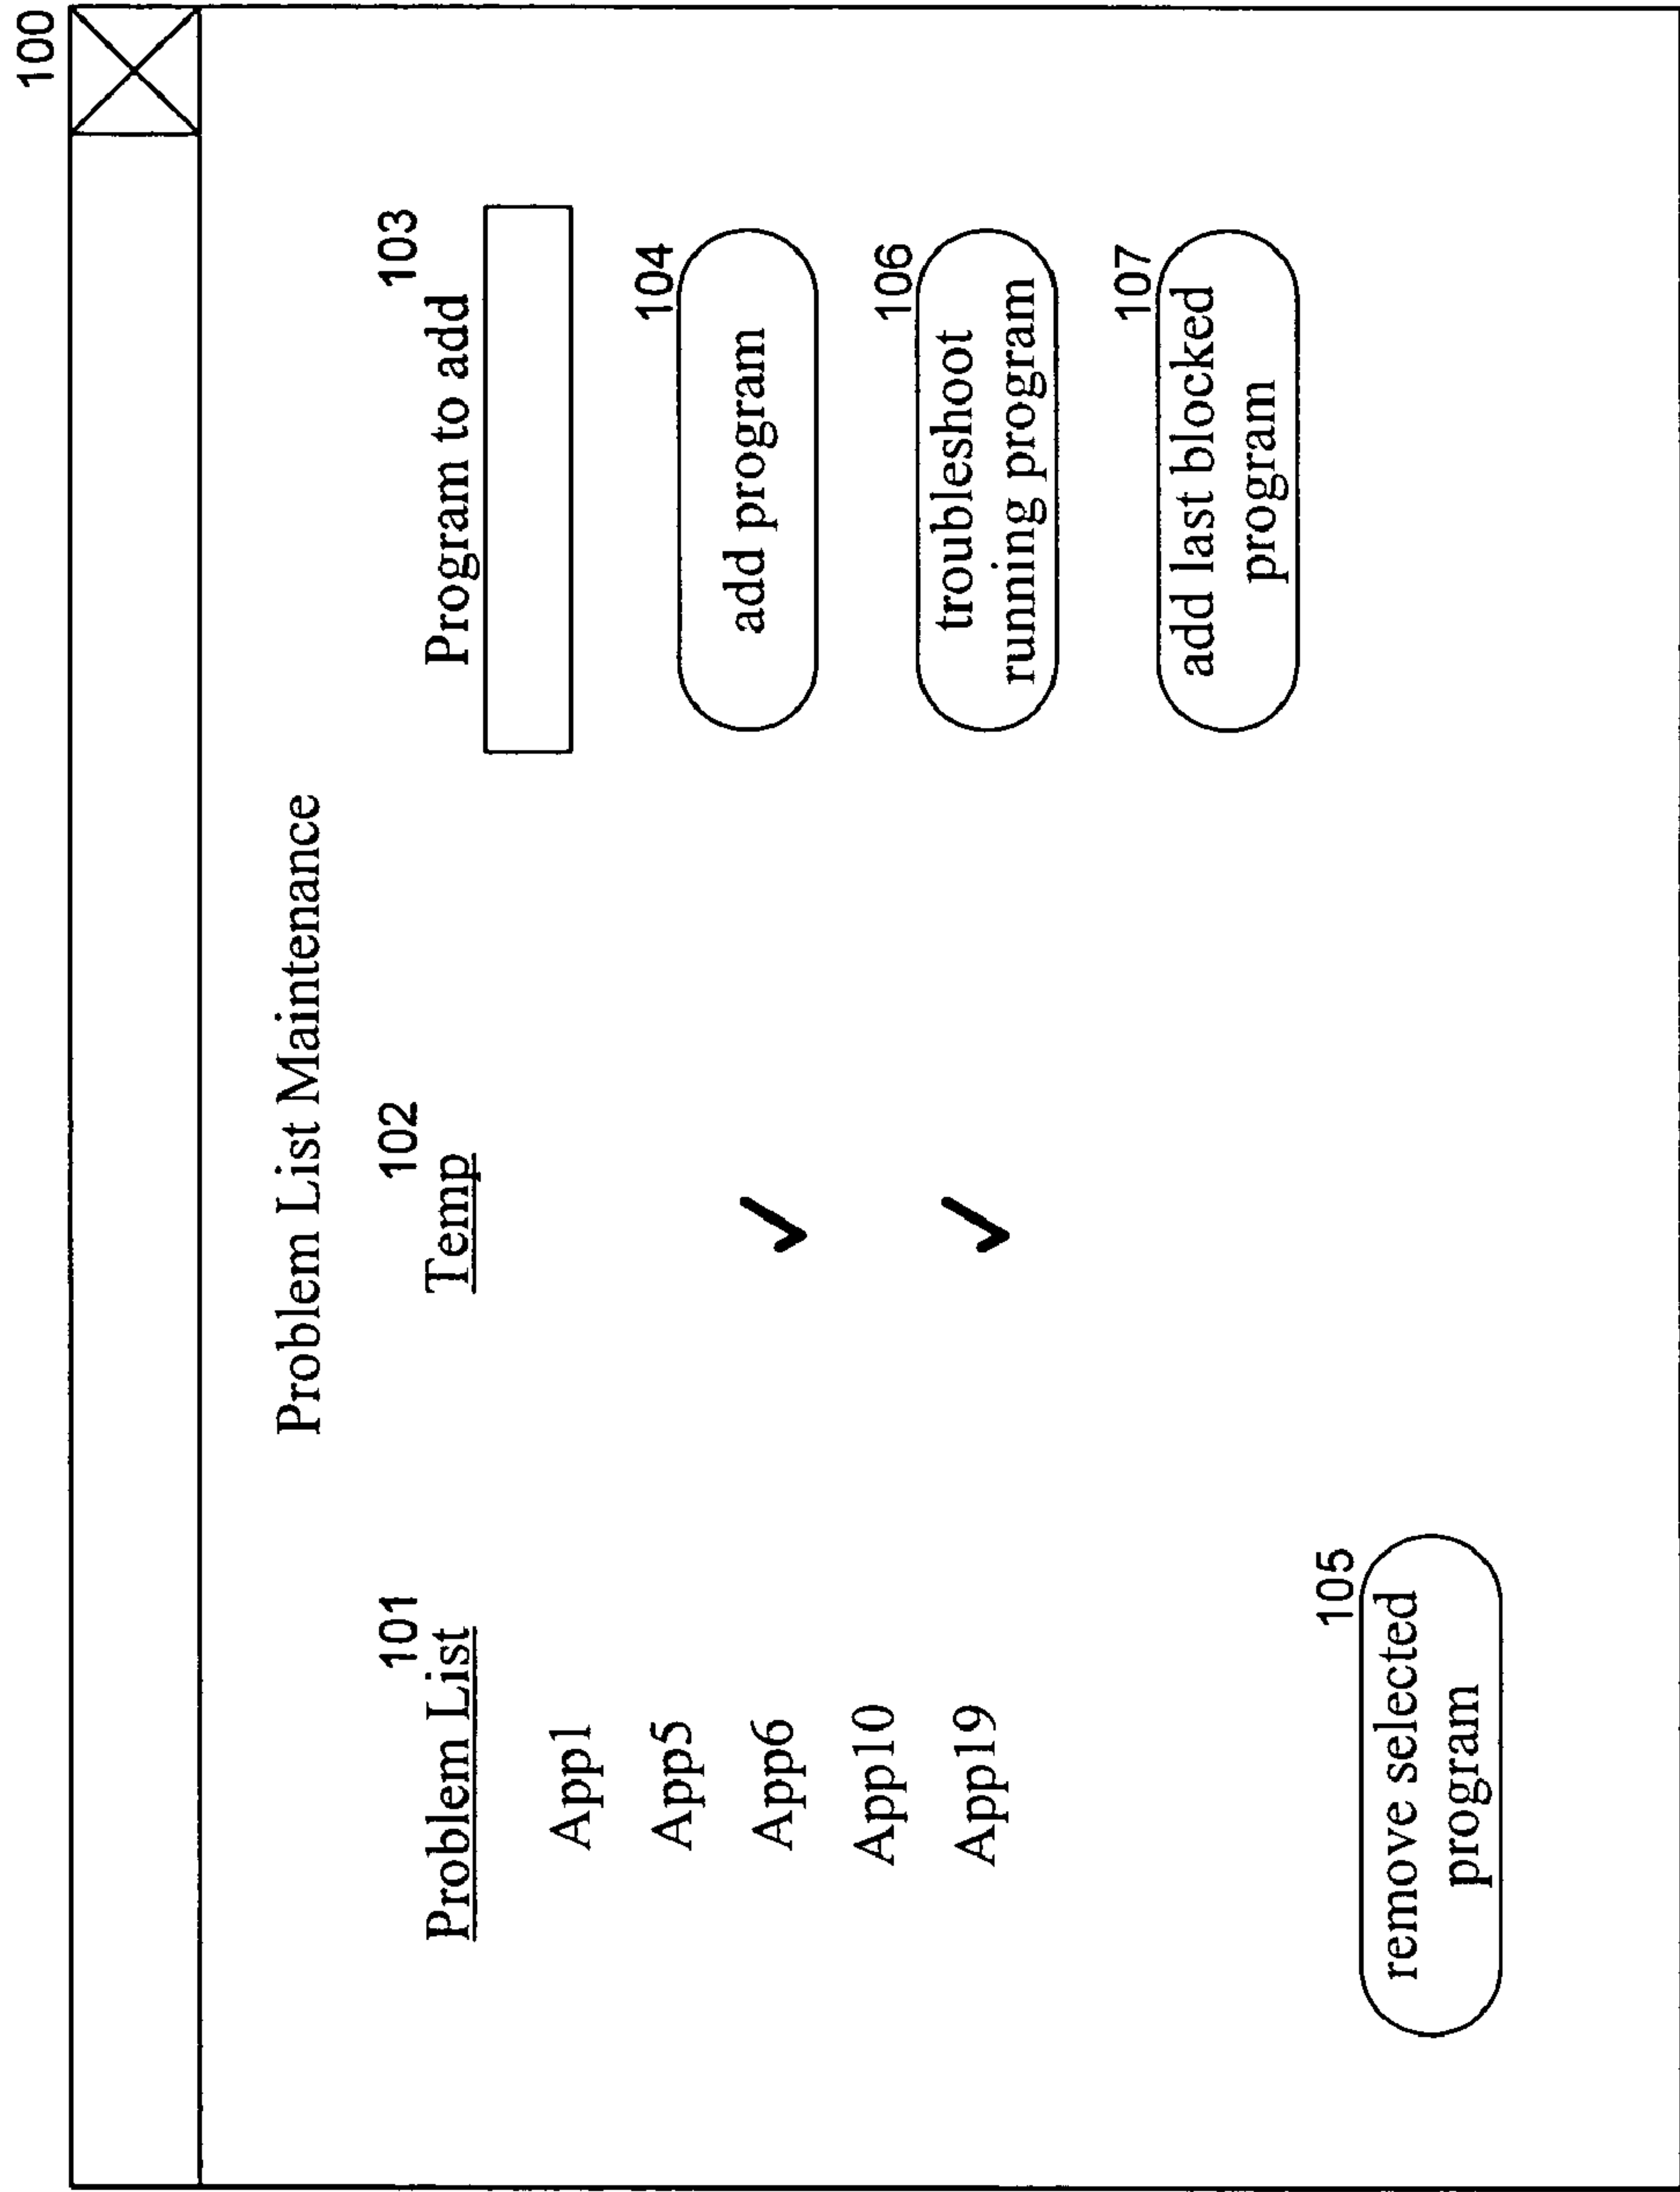 100
Problem List Maintenance
101
Problem List
102
Temp
103
Program to add
App1
App5
App6
App10
App19
104
add program
106
troubleshoot
running program
107
add last blocked
program
105
remove selected
program